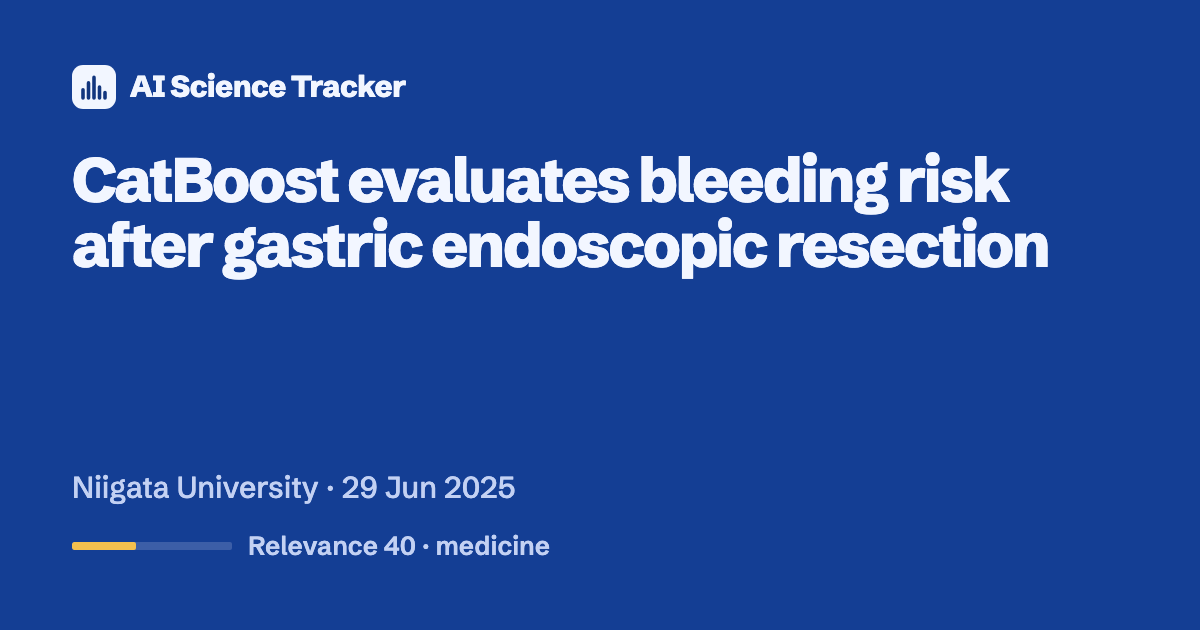 AI Science Tracker
CatBoost evaluates bleeding risk
after gastric endoscopic resection
Niigata University · 29 Jun 2025
Relevance 40 · medicine